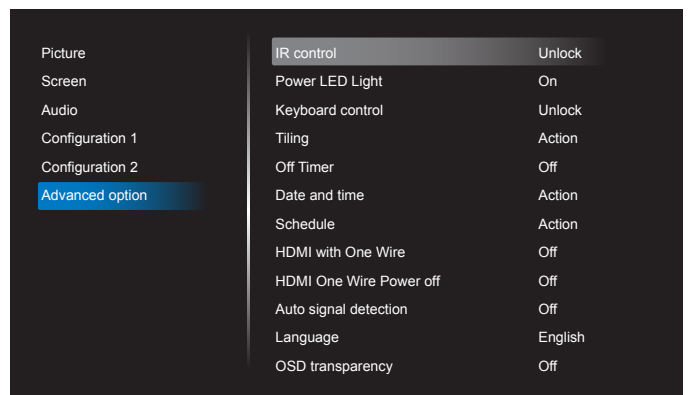 Picture
Screen
Audio
Configuration 1
Configuration 2
Advanced option
IR control Unlock
Power LED Light On
Keyboard control Unlock
Tiling Action
Off Timer Off
Date and time Action
Schedule Action
HDMI with One Wire Off
HDMI One Wire Power off Off
Auto signal detection Off
Language English
OSD transparency Off